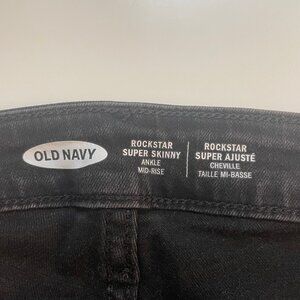 OLD NAVY
ROCKSTAR
SUPER SKINNY
ANKLE
MID-RISE
ROCKSTAR
SUPER AJUSTÉ
CHEVILLE
TAILLE MI-BASSE